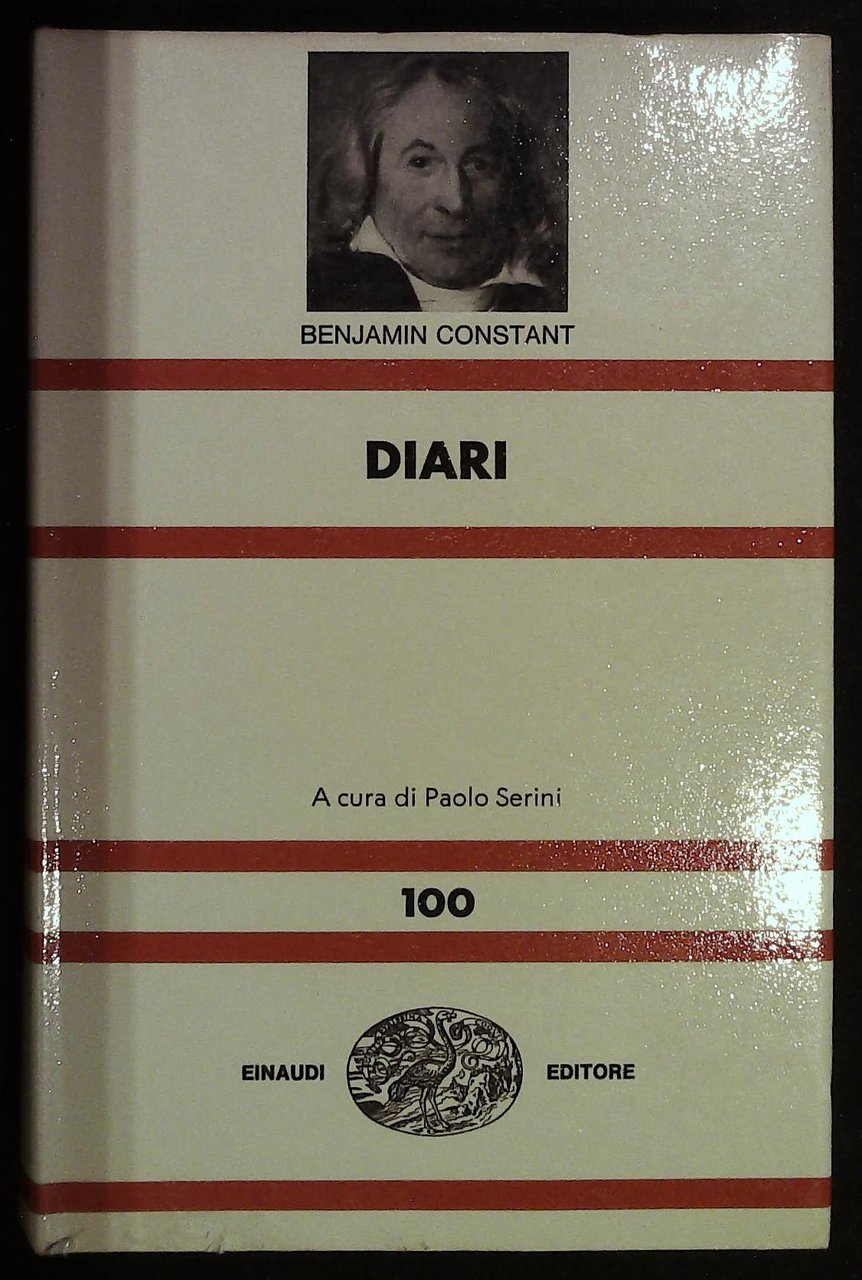 BENJAMIN CONSTANT
DIARI
A cura di Paolo Serini
100
EINAUDI EDITORE